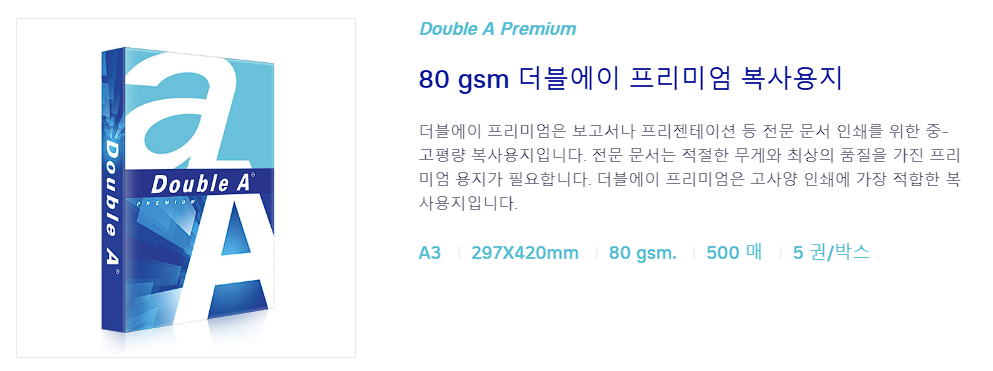 Double A Premium
80 gsm 더블에이 프리미엄 복사용지
더블에이 프리미엄은 보고서나 프리젠테이션 등 전문 문서 인쇄를 위한 중-
고평량 복사용지입니다. 전문 문서는 적절한 무게와 최상의 품질을 가진 프리
미엄 용지가 필요합니다. 더블에이 프리미엄은 고사양 인쇄에 가장 적합한 복
사용지입니다.
A3 | 297X420mm | 80 gsm. | 500 매 | 5 권/박스
a
Double A
Double A®
PREMIUM
A